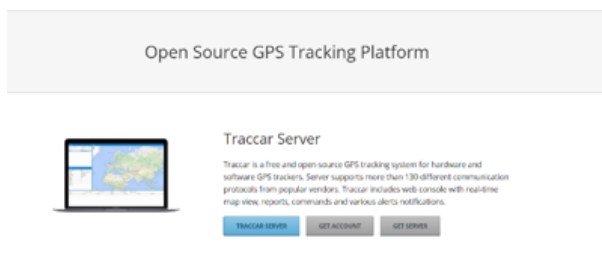 Open Source GPS Tracking Platform
Traccar Server
Traccar is a free and open source GPS tracking system for hardware and
software GPS trackers. Server supports more than 130 different communication
protocols from popular vendors. Traccar includes web console with real-time
map view, reports, commands and various alerts notifications.
TRACCAR SERVER GET ACCOUNT GET SERVER